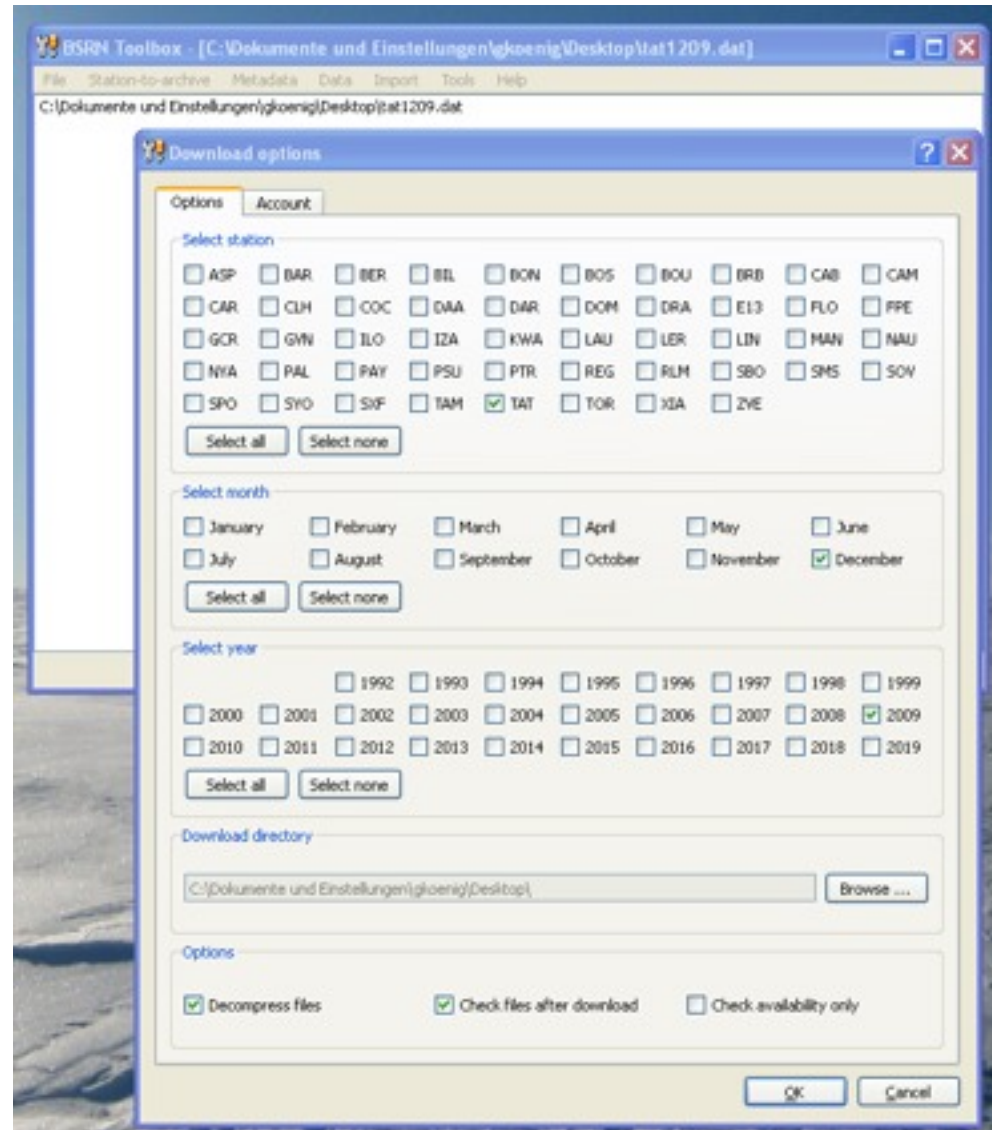 BSRN Toolbox - [C:\Dokumente und Einstellungen\gkoenig\Desktop\tat1209.dat]
File Station-to-archive Metadata Data Import Tools Help
C:\Dokumente und Einstellungen\gkoenig\Desktop\tat1209.dat
Download options
Options Account
Select station
ASP BAR BER BIL BON BOS BOU BRB CAB CAM
CAR CLH COC DAA DAR DOM DRA E13 FLO FPE
GCR GVN ILO IZA KWA LAU LER LIN MAN NAU
NYA PAL PAY PSU PTR REG RLM SBO SMS SOV
SPO SYO SXF TAM TAT TOR XIA ZVE
Select all Select none
Select month
January February March April May June
July August September October November December
Select all Select none
Select year
1992 1993 1994 1995 1996 1997 1998 1999
2000 2001 2002 2003 2004 2005 2006 2007 2008 2009
2010 2011 2012 2013 2014 2015 2016 2017 2018 2019
Select all Select none
Download directory
C:\Dokumente und Einstellungen\gkoenig\Desktop\
Browse ...
Options
Decompress files Check files after download Check availability only
OK Cancel